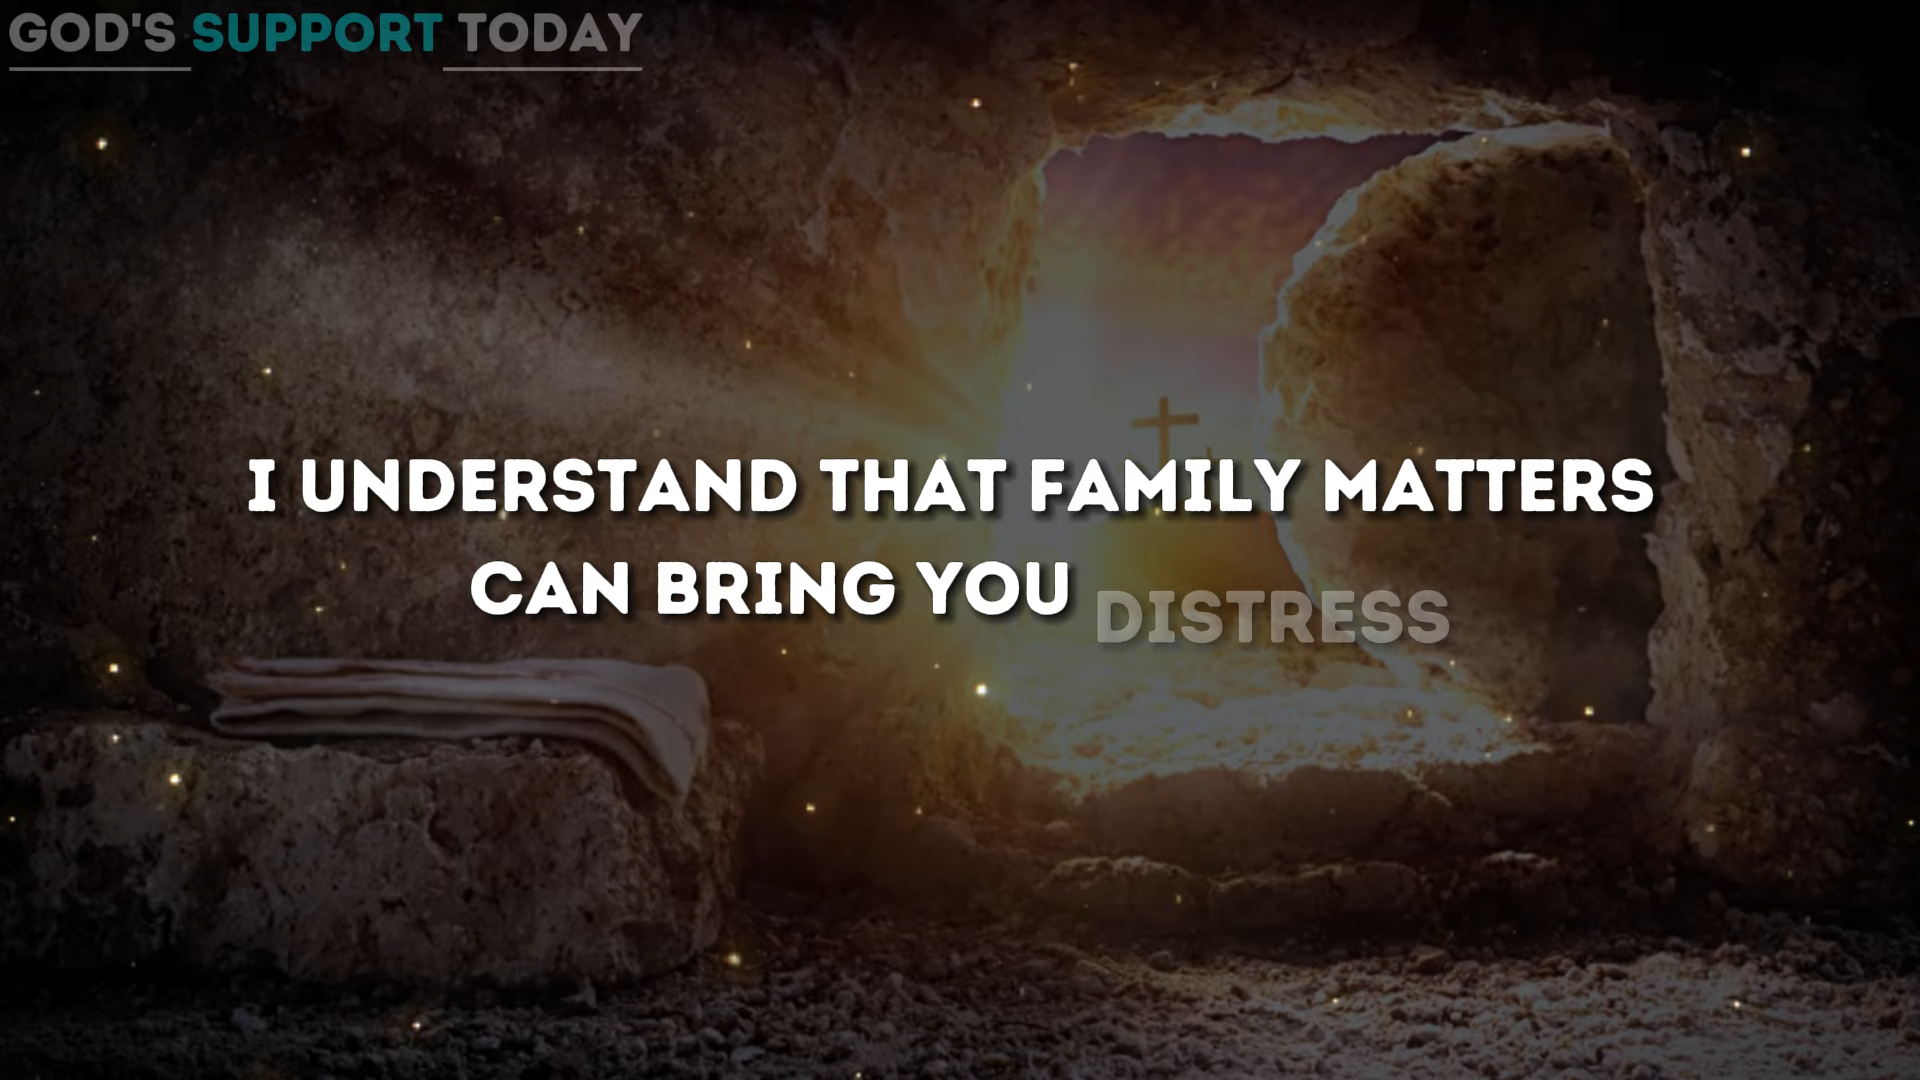 GOD'S SUPPORT TODAY
I UNDERSTAND THAT FAMILY MATTERS
CAN BRING YOU DISTRESS